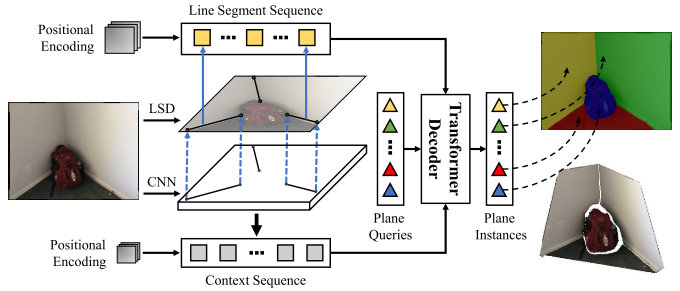 Line Segment Sequence
Positional
Encoding
LSD
CNN
Transformer
Decoder
Plane
Queries
Plane
Instances
Positional
Encoding
Context Sequence